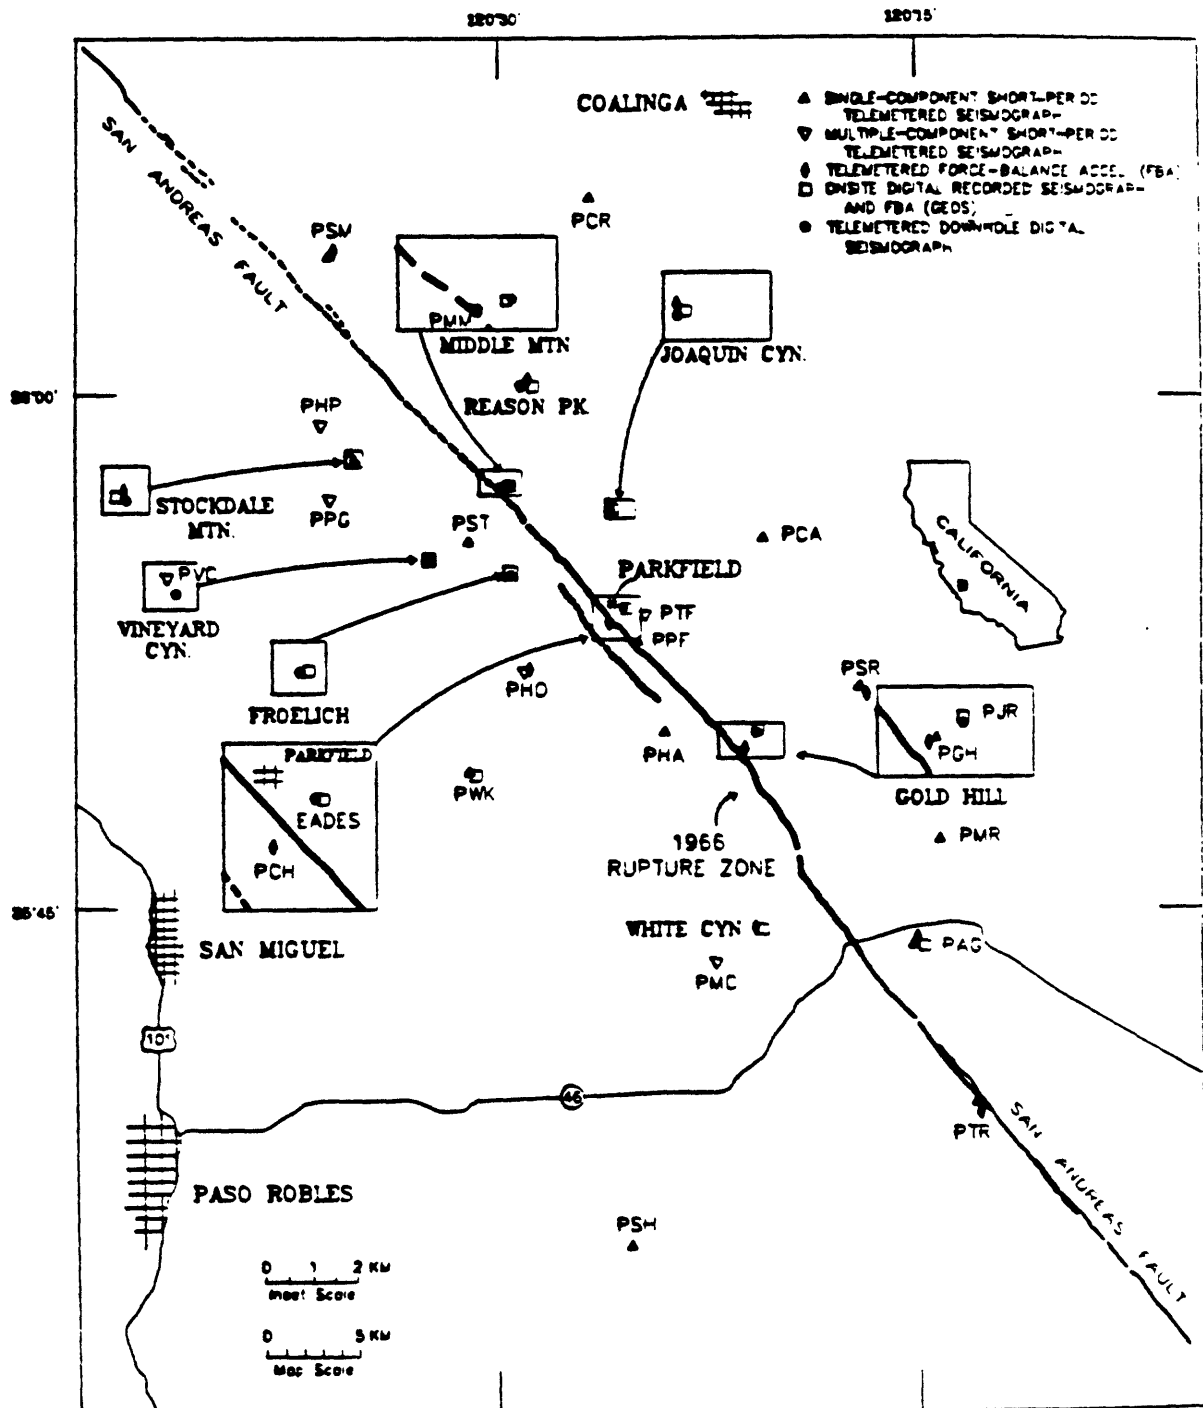 120°30'
120°15'
COALINGA
SINGLE-COMPONENT SHORT-PERIOD
TELEMETERED SEISMOGRAPH
MULTIPLE-COMPONENT SHORT-PERIOD
TELEMETERED SEISMOGRAPH
TELEMETERED FORCE-BALANCE ACCEL (FBA)
ONSITE DIGITAL RECORDED SEISMOGRAPH
AND FBA (GEOS)
TELEMETERED DOWNHOLE DIGITAL
SEISMOGRAPH
SAN ANDREAS FAULT
PCR
PSM
PMM
MIDDLE MTN
JOAQUIN CYN.
REASON PK
36°00'
PHP
STOCKDALE
MTN.
PPG
PST
PCA
CALIFORNIA
PVC
VINEYARD
CYN.
PARKFIELD
PTF
PPF
FROELICH
PHO
PSR
PJR
PGH
GOLD HILL
PHA
PARKFIELD
EADES
PCH
PWK
1966
RUPTURE ZONE
PMR
35°45'
SAN MIGUEL
WHITE CYN
PMC
PAG
101
46
PTR
SAN ANDREAS FAULT
PASO ROBLES
PSH
0 1 2 KM
Inset Scale
0 5 KM
Map Scale